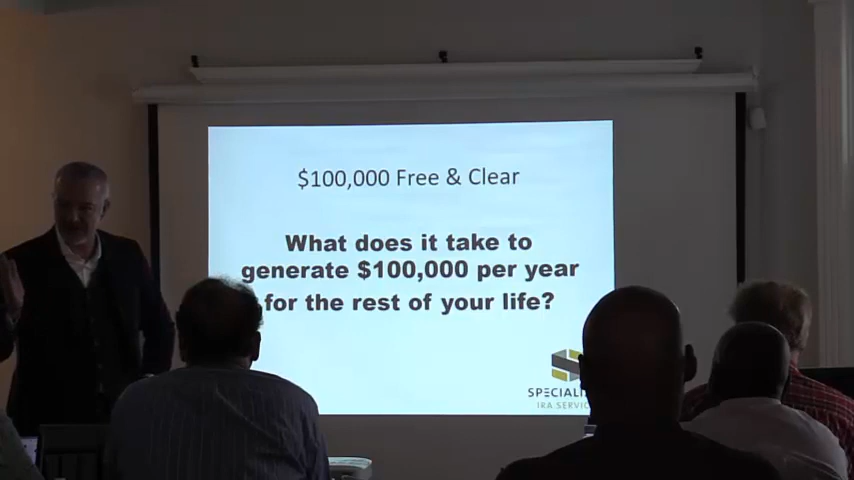 $100,000 Free & Clear
What does it take to
generate $100,000 per year
for the rest of your life?
IRA